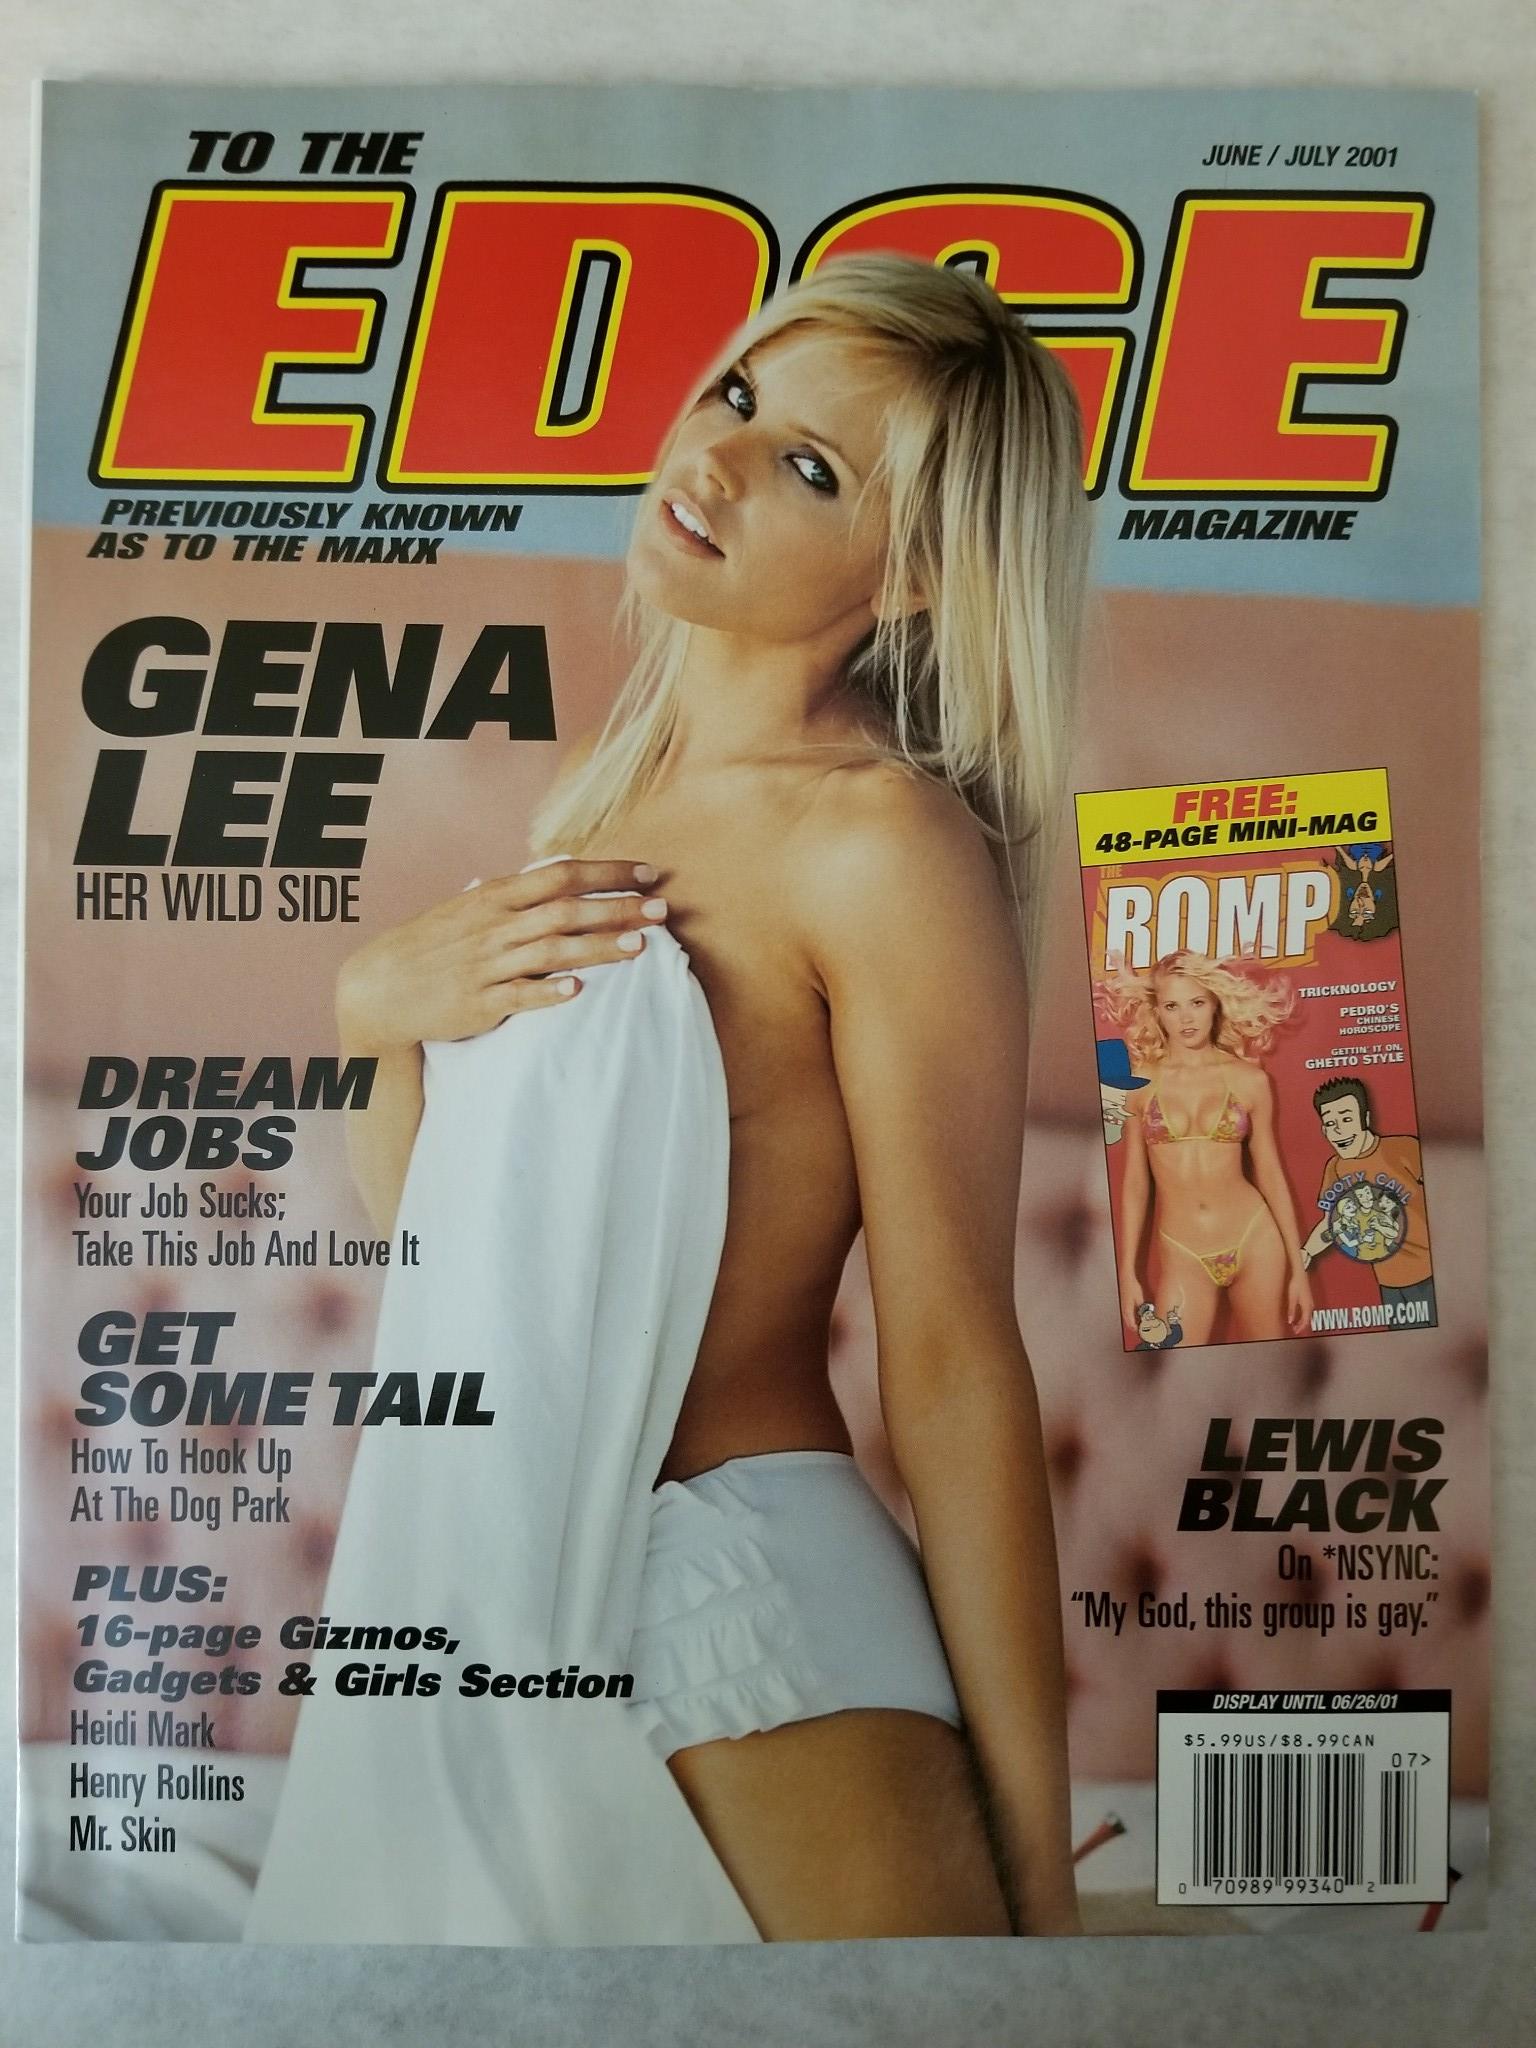 TO THE
JUNE / JULY 2001
EDGE
PREVIOUSLY KNOWN
AS TO THE MAXX
MAGAZINE
GENA
LEE
HER WILD SIDE
FREE:
48-PAGE MINI-MAG
THE
ROMP
TRICKNOLOGY
PEDRO'S
CHINESE
HOROSCOPE
GETTIN' IT ON,
GHETTO STYLE
BOOTY CALL
WWW.ROMP.COM
DREAM
JOBS
Your Job Sucks;
Take This Job And Love It
GET
SOME TAIL
How To Hook Up
At The Dog Park
LEWIS
BLACK
On *NSYNC:
“My God, this group is gay.”
PLUS:
16-page Gizmos,
Gadgets & Girls Section
Heidi Mark
Henry Rollins
Mr. Skin
DISPLAY UNTIL 06/26/01
$5.99US/$8.99CAN
07>
0 70989 99340 2